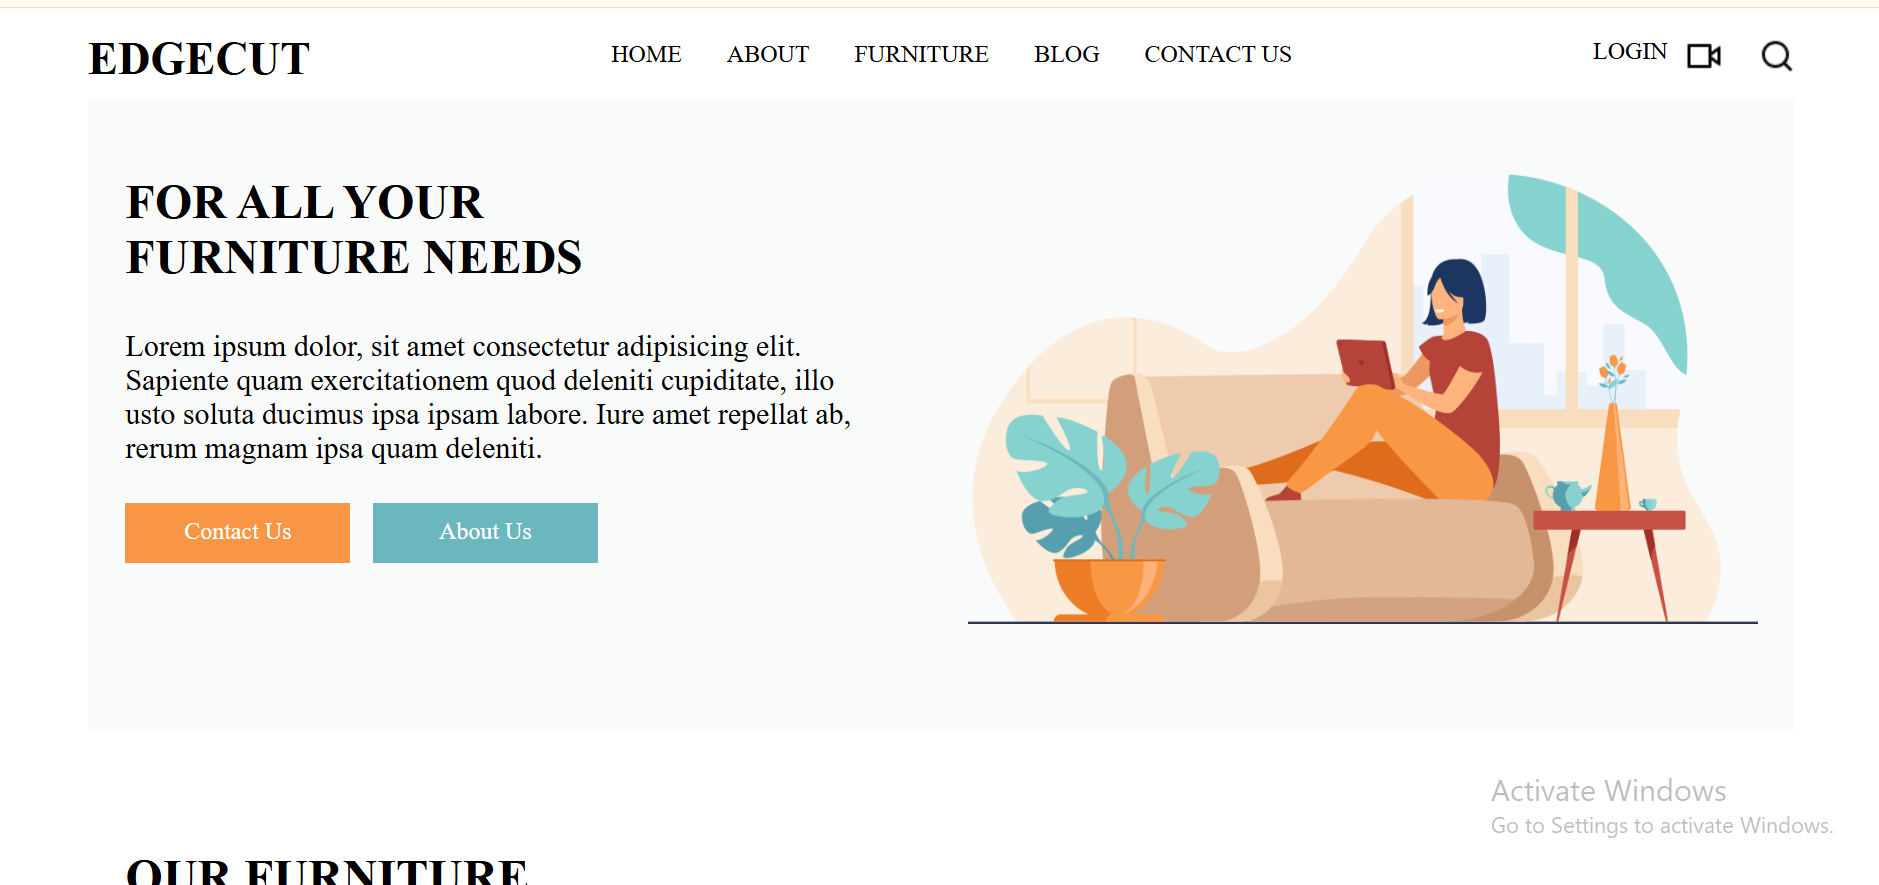 EDGECUT
HOME ABOUT FURNITURE BLOG CONTACT US
LOGIN
FOR ALL YOUR
FURNITURE NEEDS
Lorem ipsum dolor, sit amet consectetur adipisicing elit.
Sapiente quam exercitationem quod deleniti cupiditate, illo
usto soluta ducimus ipsa ipsam labore. Iure amet repellat ab,
rerum magnam ipsa quam deleniti.
Contact Us
About Us
Activate Windows
Go to Settings to activate Windows.
OUR FURNITURE